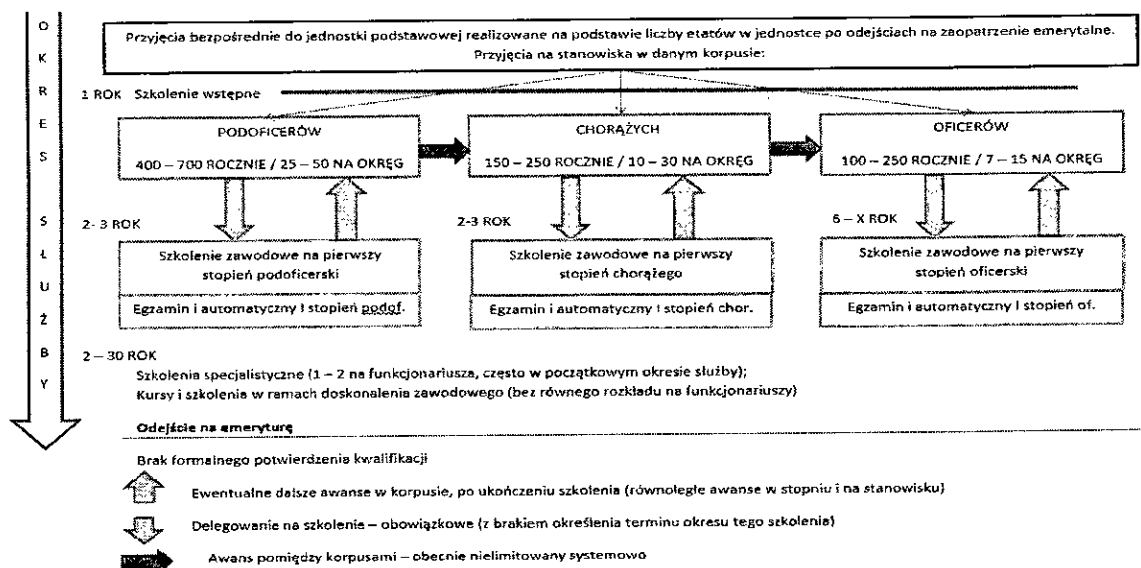 OKRES SŁUŻBY
Przyjęcia bezpośrednie do jednostki podstawowej realizowane na podstawie liczby etatów w jednostce po odejściach na zaopatrzenie emerytalne.
Przyjęcia na stanowiska w danym korpusie:
1 ROK Szkolenie wstępne
PODOFICERÓW
400 – 700 ROCZNIE / 25 – 50 NA OKRĘG
CHORĄŻYCH
150 – 250 ROCZNIE / 10 – 30 NA OKRĘG
OFICERÓW
100 – 250 ROCZNIE / 7 – 15 NA OKRĘG
2- 3 ROK
2-3 ROK
6 – X ROK
Szkolenie zawodowe na pierwszy
stopień podoficerski
Egzamin i automatyczny I stopień podof.
Szkolenie zawodowe na pierwszy
stopień chorążego
Egzamin i automatyczny I stopień chor.
Szkolenie zawodowe na pierwszy
stopień oficerski
Egzamin i automatyczny I stopień of.
2 – 30 ROK
Szkolenia specjalistyczne (1 – 2 na funkcjonariusza, często w początkowym okresie służby);
Kursy i szkolenia w ramach doskonalenia zawodowego (bez równego rozkładu na funkcjonariuszy)
Odejście na emeryturę
Brak formalnego potwierdzenia kwalifikacji
Ewentualne dalsze awanse w korpusie, po ukończeniu szkolenia (równoległe awanse w stopniu i na stanowisku)
Delegowanie na szkolenie – obowiązkowe (z brakiem określenia terminu okresu tego szkolenia)
Awans pomiędzy korpusami – obecnie nielimitowany systemowo